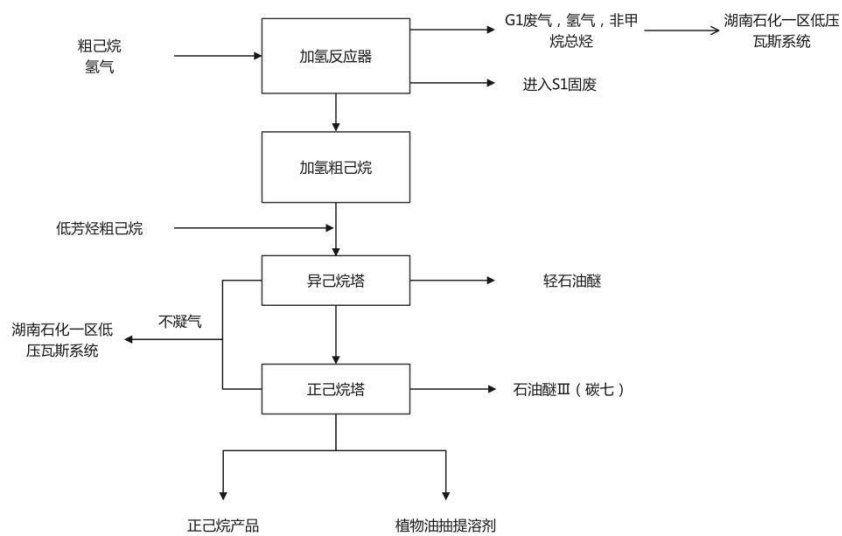 粗己烷
氢气
加氢反应器
G1废气，氢气，非甲
烷总烃
湖南石化一区低压
瓦斯系统
进入S1固废
加氢粗己烷
低芳烃粗己烷
异己烷塔
轻石油醚
不凝气
湖南石化一区低
压瓦斯系统
正己烷塔
石油醚Ⅲ（碳七）
正己烷产品
植物油抽提溶剂